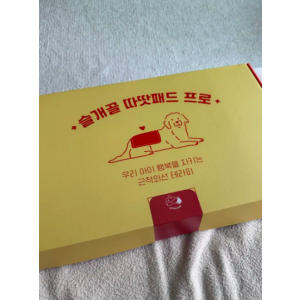 슬개골 따땃패드 프로
우리 아이 행복을 지키는
근적외선 테라피